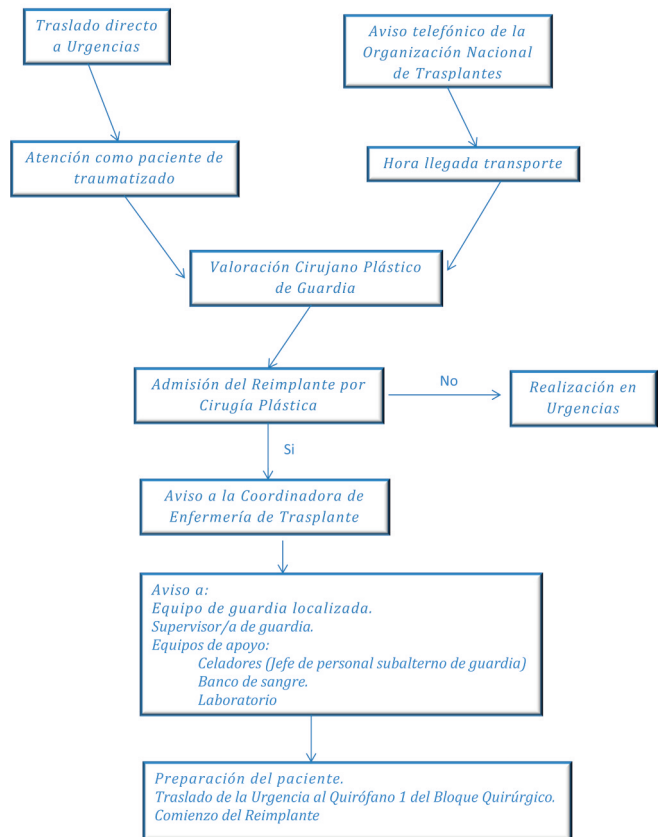 Traslado directo
a Urgencias
Aviso telefónico de la
Organización Nacional
de Trasplantes
Atención como paciente de
traumatizado
Hora llegada transporte
Valoración Cirujano Plástico
de Guardia
Admisión del Reimplante por
Cirugía Plástica
No
Realización en
Urgencias
Si
Aviso a la Coordinadora de
Enfermería de Trasplante
Aviso a:
Equipo de guardia localizada.
Supervisor/a de guardia.
Equipos de apoyo:
Celadores (Jefe de personal subalterno de guardia)
Banco de sangre.
Laboratorio
Preparación del paciente.
Traslado de la Urgencia al Quirófano 1 del Bloque Quirúrgico.
Comienzo del Reimplante